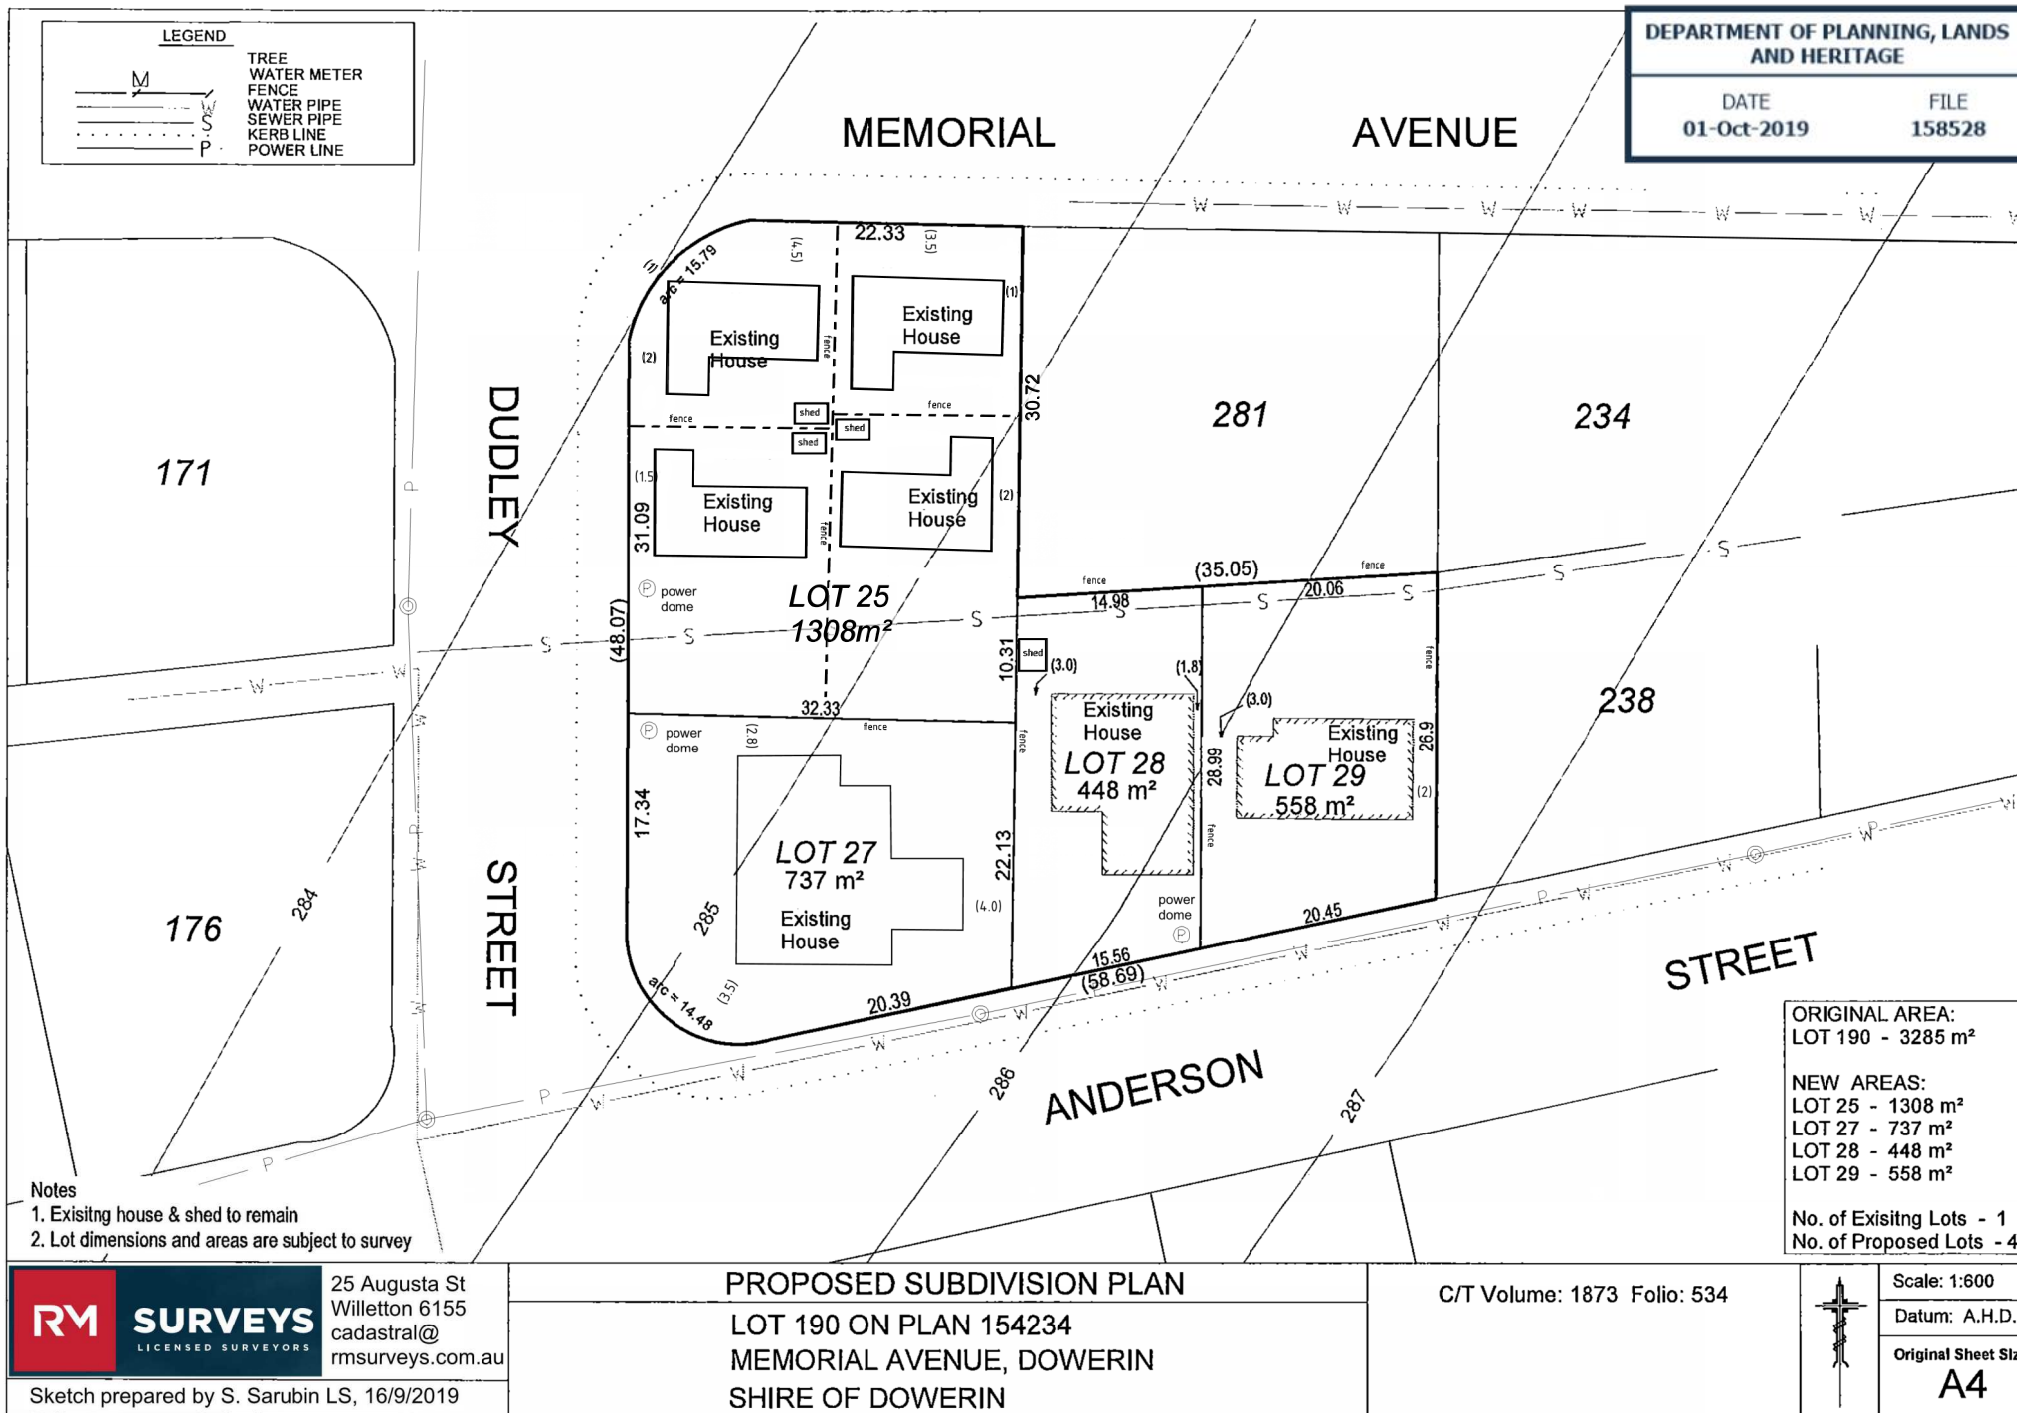 LEGEND
TREE
M WATER METER
FENCE
W WATER PIPE
S SEWER PIPE
KERB LINE
P POWER LINE
DEPARTMENT OF PLANNING, LANDS
AND HERITAGE
DATE FILE
01-Oct-2019 158528
MEMORIAL AVENUE
W W W W W W
22.33
(4.5)
(3.5)
(1)
arc = 15.79
(1)
Existing
House
Existing
House
(2)
fence
30.72
fence
fence
shed
shed
shed
171
DUDLEY
281
234
P
(1.5)
Existing
House
Existing
House
(2)
fence
31.09
P power
dome
LOT 25
1308m²
(48.07)
fence
(35.05)
fence
14.98
20.06
S S S S S S S S
10.31
shed
(3.0)
(1.8)
(3.0)
fence
238
W W
W
32.33
fence
P power
dome
(2.8)
fence
Existing
House
LOT 28
448 m²
28.99
fence
Existing
House
LOT 29
558 m²
26.9
(2)
P
W
17.34
LOT 27
737 m²
Existing
House
22.13
(4.0)
284
285
176
STREET
W
power
dome
P
20.45
15.56
(58.69)
20.39
(3.5)
arc = 14.48
W W W W W W W P W W P W
STREET
286
ANDERSON
287
P
P
W
ORIGINAL AREA:
LOT 190 - 3285 m²
NEW AREAS:
LOT 25 - 1308 m²
LOT 27 - 737 m²
LOT 28 - 448 m²
LOT 29 - 558 m²
No. of Exisitng Lots - 1
No. of Proposed Lots - 4
Notes
1. Exisitng house & shed to remain
2. Lot dimensions and areas are subject to survey
RM SURVEYS
LICENSED SURVEYORS
25 Augusta St
Willetton 6155
cadastral@
rmsurveys.com.au
Sketch prepared by S. Sarubin LS, 16/9/2019
PROPOSED SUBDIVISION PLAN
LOT 190 ON PLAN 154234
MEMORIAL AVENUE, DOWERIN
SHIRE OF DOWERIN
C/T Volume: 1873 Folio: 534
Scale: 1:600
Datum: A.H.D.
Original Sheet Siz
A4